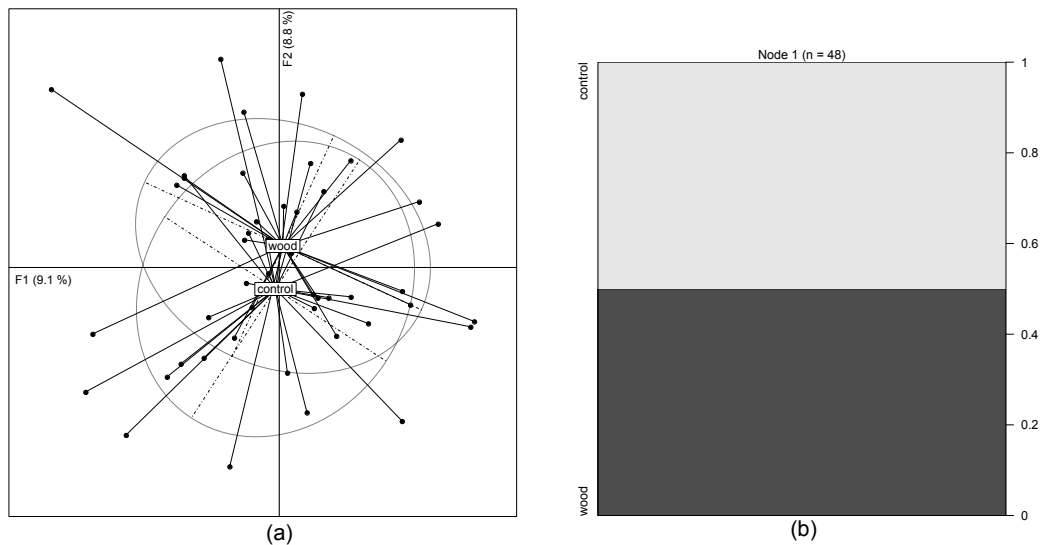 F2 (8.8 %)
wood
F1 (9.1 %)
control
(a)
Node 1 (n = 48)
control
wood
1
0.8
0.6
0.4
0.2
0
(b)